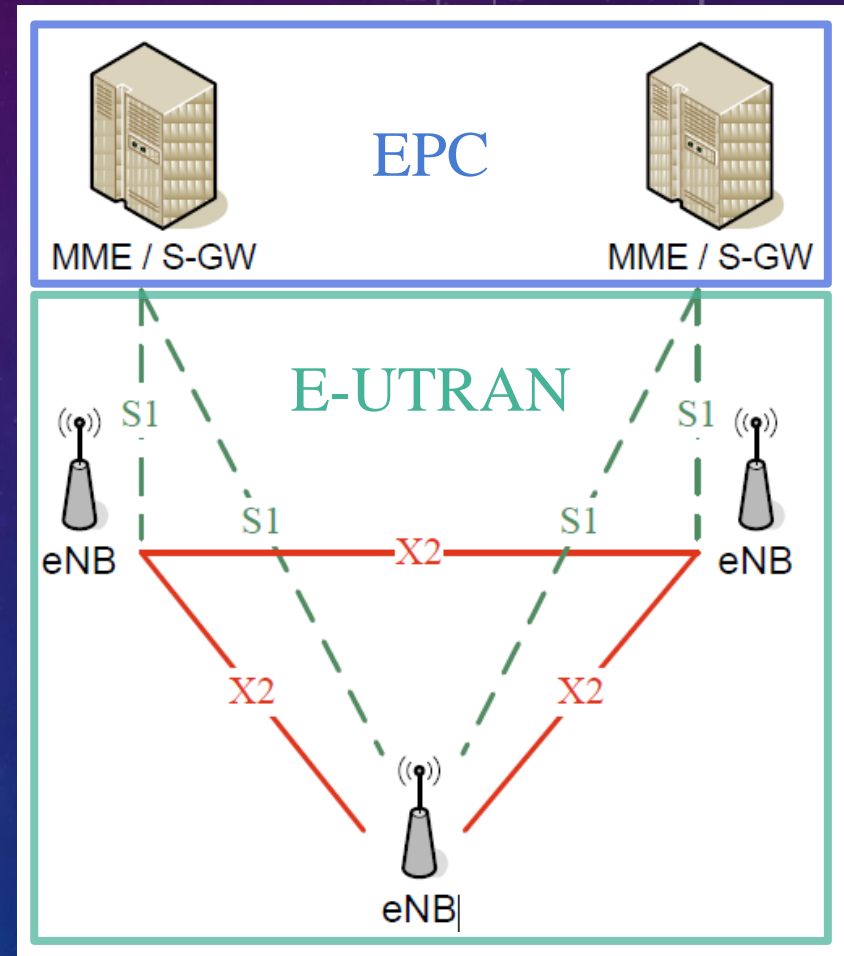 EPC
MME / S-GW
MME / S-GW
E-UTRAN
S1
S1
eNB
S1
S1
eNB
X2
X2
X2
eNB